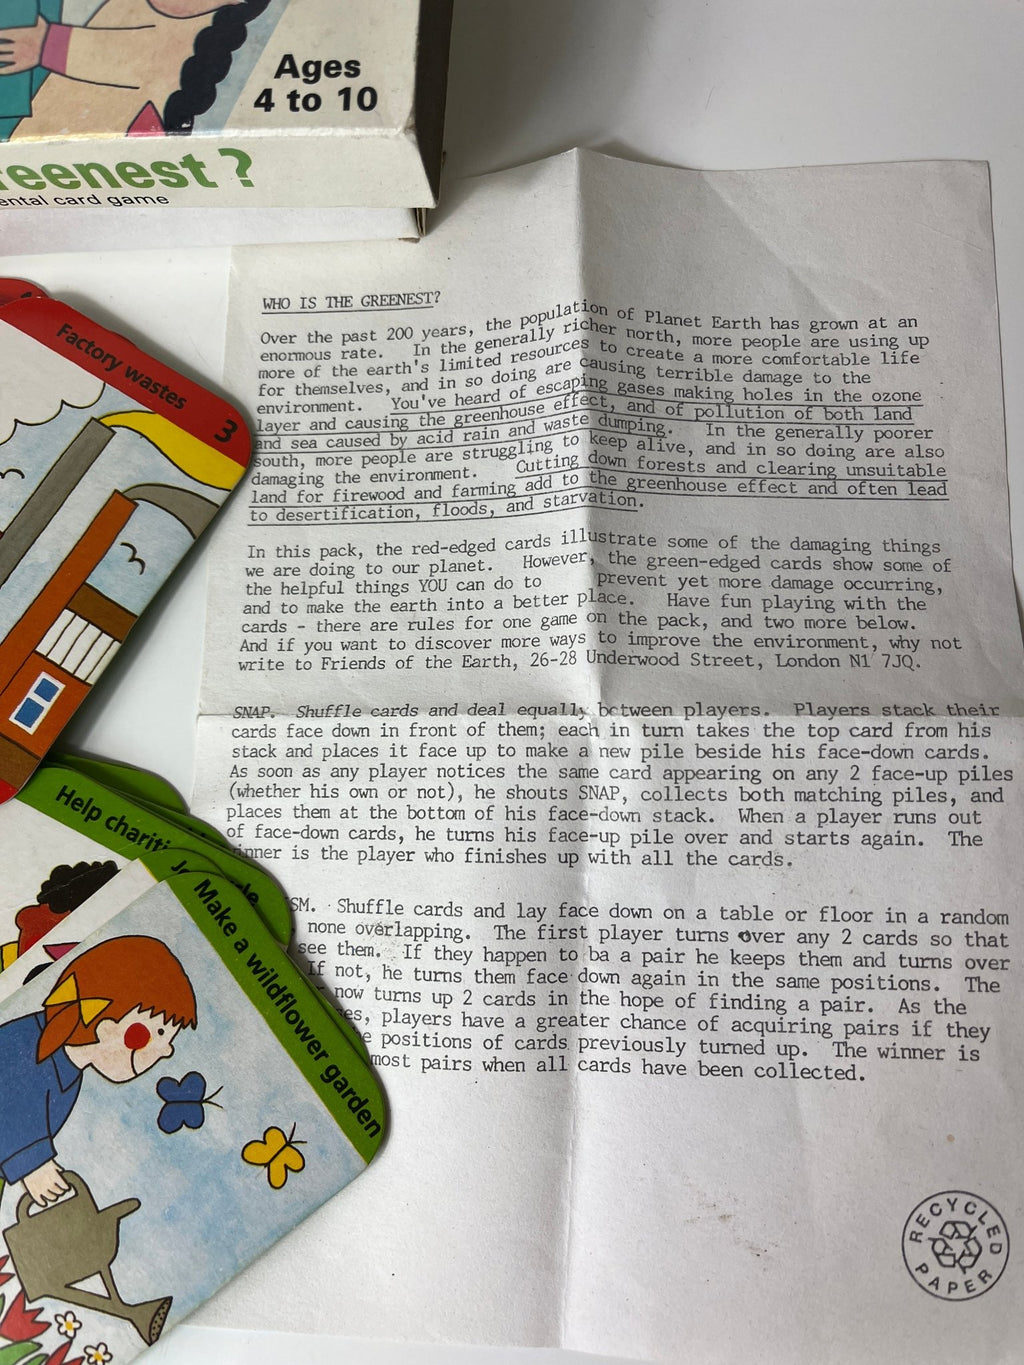 Ages
4 to 10
reenest ?
ental card game
Factory wastes
3
WHO IS THE GREENEST?
Over the past 200 years, the population of Planet Earth has grown at an
enormous rate. In the generally richer north, more people are using up
more of the earth's limited resources to create a more comfortable life
for themselves, and in so doing are causing terrible damage to the
environment. You've heard of escaping gases making holes in the ozone
layer and causing the greenhouse effect, and of pollution of both land
and sea caused by acid rain and waste dumping. In the generally poorer
south, more people are struggling to keep alive, and in so doing are also
damaging the environment. Cutting down forests and clearing unsuitable
land for firewood and farming add to the greenhouse effect and often lead
to desertification, floods, and starvation.
In this pack, the red-edged cards illustrate some of the damaging things
we are doing to our planet. However, the green-edged cards show some of
the helpful things YOU can do to prevent yet more damage occurring,
and to make the earth into a better place. Have fun playing with the
cards - there are rules for one game on the pack, and two more below.
And if you want to discover more ways to improve the environment, why not
write to Friends of the Earth, 26-28 Underwood Street, London N1 7JQ.
SNAP. Shuffle cards and deal equally between players. Players stack their
cards face down in front of them; each in turn takes the top card from his
stack and places it face up to make a new pile beside his face-down cards.
As soon as any player notices the same card appearing on any 2 face-up piles
(whether his own or not), he shouts SNAP, collects both matching piles, and
places them at the bottom of his face-down stack. When a player runs out
of face-down cards, he turns his face-up pile over and starts again. The
inner is the player who finishes up with all the cards.
SM. Shuffle cards and lay face down on a table or floor in a random
none overlapping. The first player turns over any 2 cards so that
see them. If they happen to ba a pair he keeps them and turns over
If not, he turns them face down again in the same positions. The
now turns up 2 cards in the hope of finding a pair. As the
es, players have a greater chance of acquiring pairs if they
e positions of cards previously turned up. The winner is
most pairs when all cards have been collected.
Help chariti
Make a wildflower garden
RECYCLED
PAPER